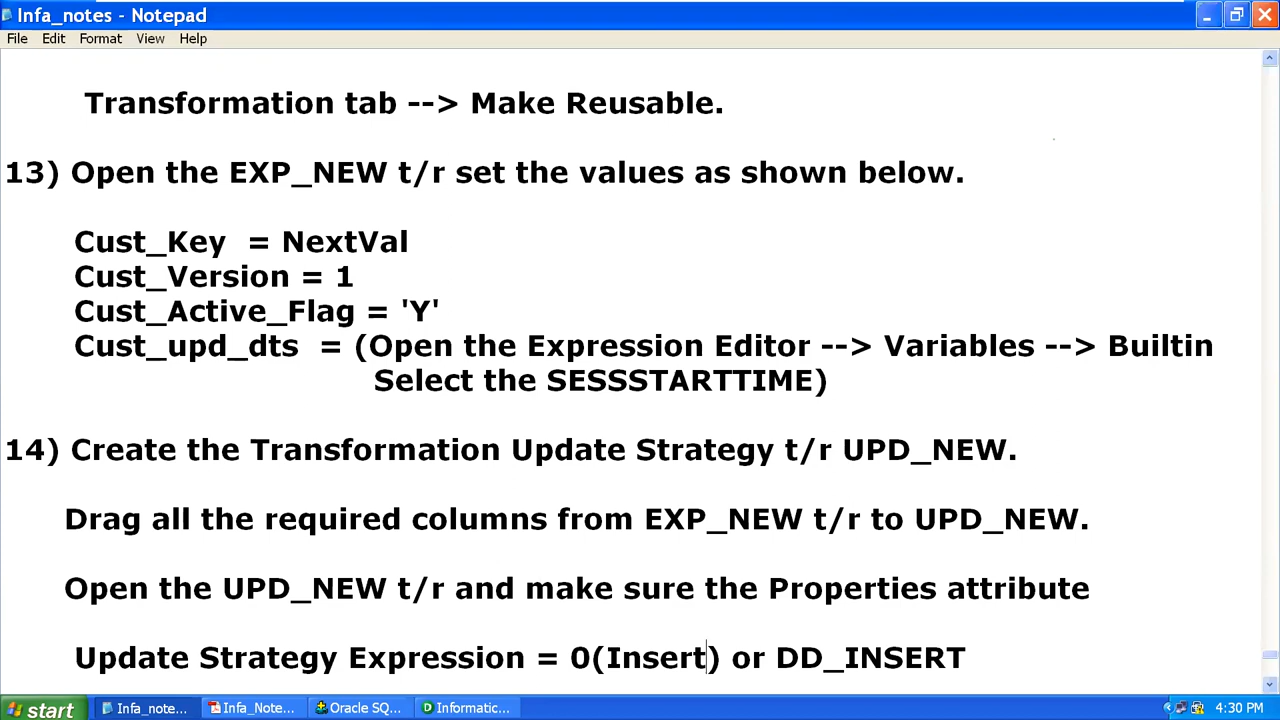 Infa_notes - Notepad
File Edit Format View Help
Transformation tab --> Make Reusable.
13) Open the EXP_NEW t/r set the values as shown below.
Cust_Key = NextVal
Cust_Version = 1
Cust_Active_Flag = 'Y'
Cust_upd_dts = (Open the Expression Editor --> Variables --> Builtin
Select the SESSSTARTTIME)
14) Create the Transformation Update Strategy t/r UPD_NEW.
Drag all the required columns from EXP_NEW t/r to UPD_NEW.
Open the UPD_NEW t/r and make sure the Properties attribute
Update Strategy Expression = 0(Insert) or DD_INSERT
start Infa_note... Infa_Note... Oracle SQ... Informatic... 4:30 PM